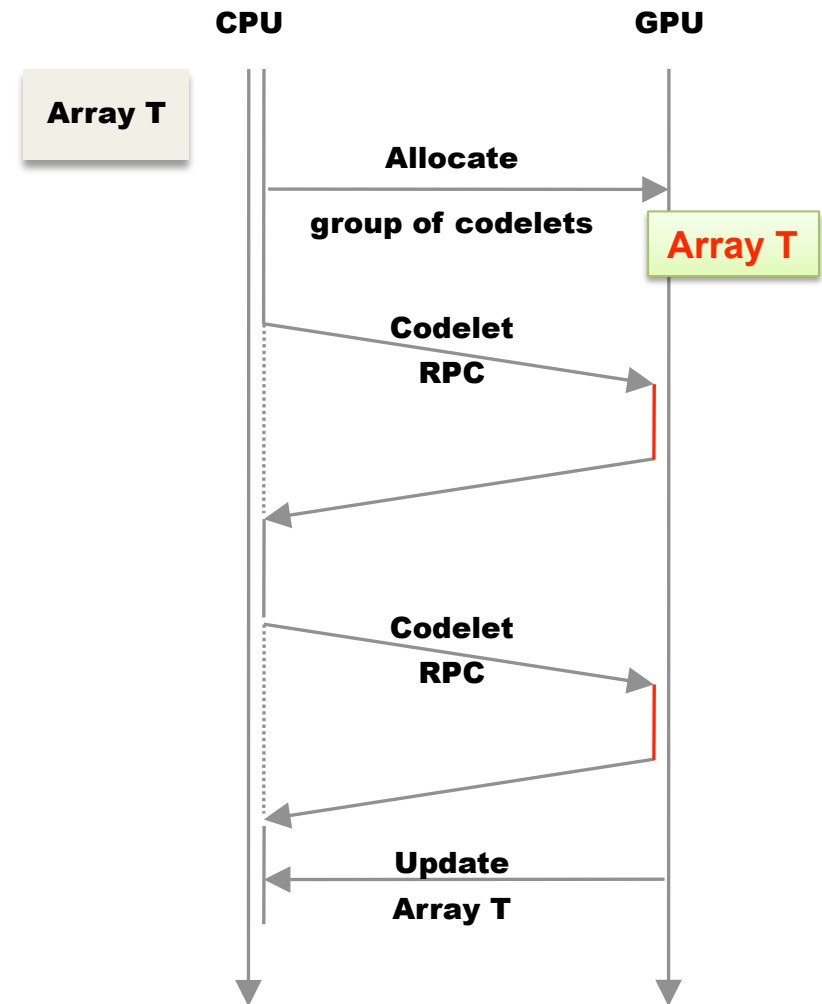 CPU
GPU
Array T
Allocate
group of codelets
Array T
Codelet
RPC
Codelet
RPC
Update
Array T